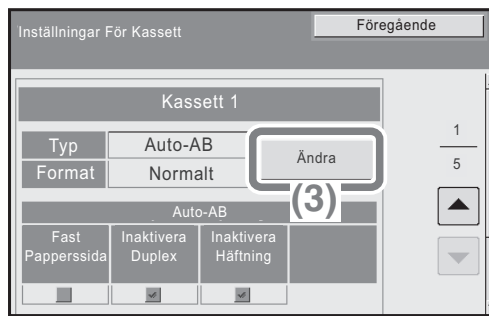 Inställningar För Kassett
Föregående
Kassett 1
Typ
Auto-AB
Ändra
Format
Normalt
(3)
Auto-AB
Fast Papperssida
Inaktivera Duplex
Inaktivera Häftning
1
5